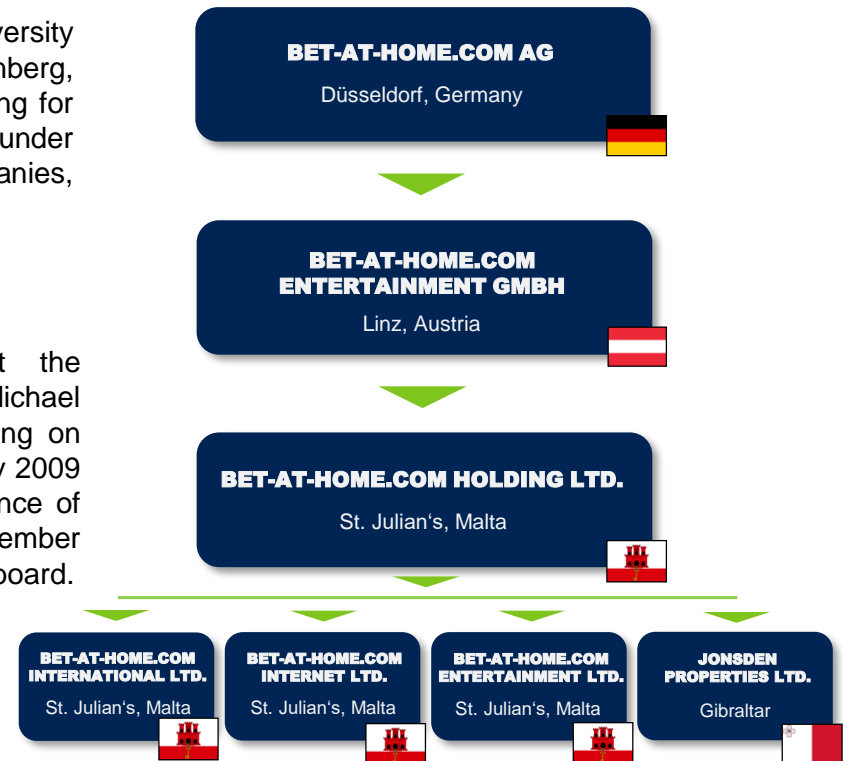 versity
nberg,
ng for
under
anies,
t the
Michael
ng on
y 2009
nce of
ember
board.
BET-AT-HOME.COM AG
Düsseldorf, Germany
BET-AT-HOME.COM
ENTERTAINMENT GMBH
Linz, Austria
BET-AT-HOME.COM HOLDING LTD.
St. Julian‘s, Malta
BET-AT-HOME.COM
INTERNATIONAL LTD.
St. Julian‘s, Malta
BET-AT-HOME.COM
INTERNET LTD.
St. Julian‘s, Malta
BET-AT-HOME.COM
ENTERTAINMENT LTD.
St. Julian‘s, Malta
JONSDEN
PROPERTIES LTD.
Gibraltar